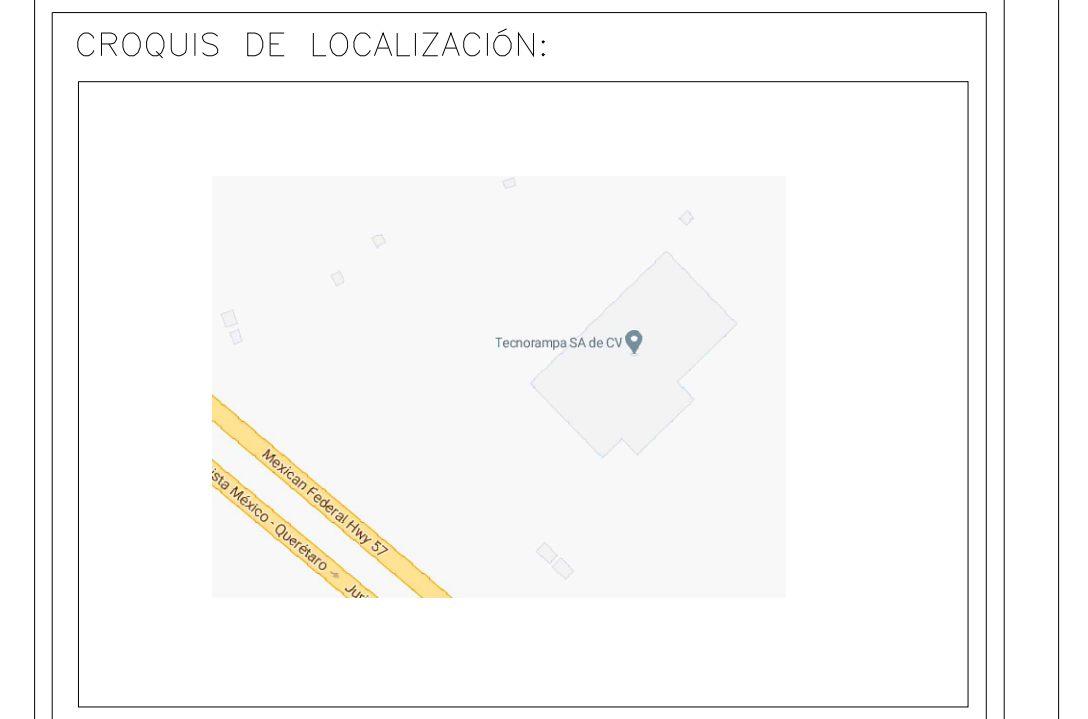 CROQUIS DE LOCALIZACIÓN:
Tecnorampa SA de CV
Mexican Federal Hwy 57
ista México - Querétaro